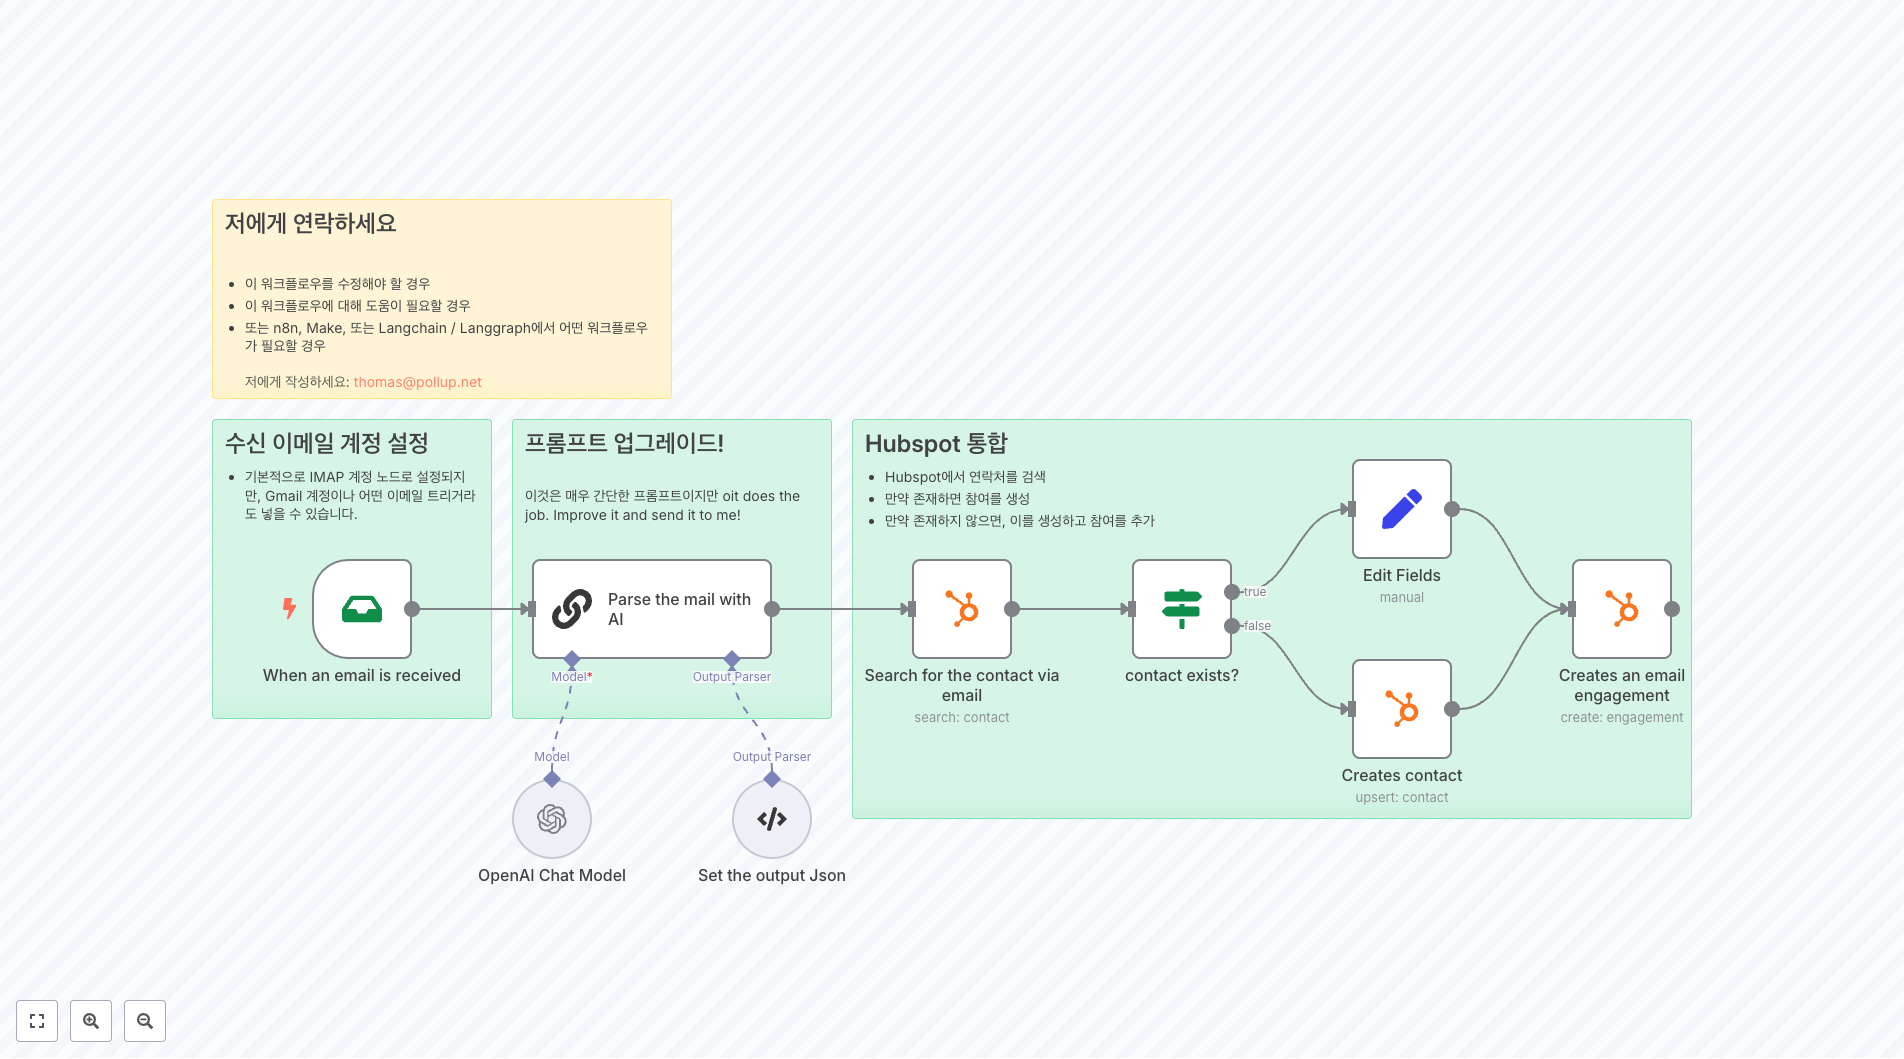 저에게 연락하세요
이 워크플로우를 수정해야 할 경우
이 워크플로우에 대해 도움이 필요할 경우
또는 n8n, Make, 또는 Langchain / Langgraph에서 어떤 워크플로우
가 필요할 경우
저에게 작성하세요: thomas@pollup.net
수신 이메일 계정 설정
기본적으로 IMAP 계정 노드로 설정되지
만, Gmail 계정이나 어떤 이메일 트리거라
도 넣을 수 있습니다.
When an email is received
프롬프트 업그레이드!
이것은 매우 간단한 프롬프트이지만 oit does the
job. Improve it and send it to me!
Parse the mail with
AI
Model*
Output Parser
Model
Output Parser
OpenAI Chat Model
Set the output Json
Hubspot 통합
Hubspot에서 연락처를 검색
만약 존재하면 참여를 생성
만약 존재하지 않으면, 이를 생성하고 참여를 추가
Search for the contact via
email
search: contact
contact exists?
true
false
Edit Fields
manual
Creates contact
upsert: contact
Creates an email
engagement
create: engagement